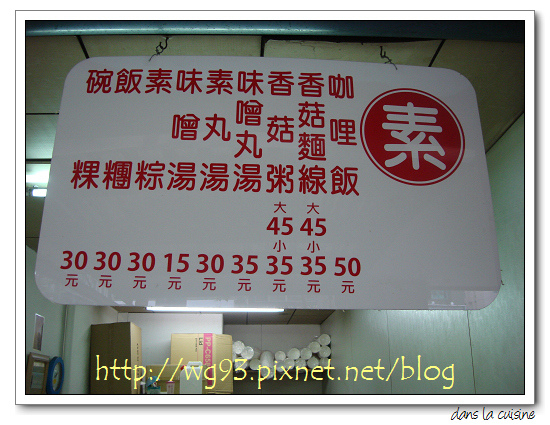 素
咖哩飯 50元
香菇麵線 大45小35元
香菇粥 大45小35元
味噌丸湯 35元
素丸湯 30元
味噌湯 15元
素粽 30元
飯糰 30元
碗粿 30元
http://wg93.pixnet.net/blog
dans la cuisine